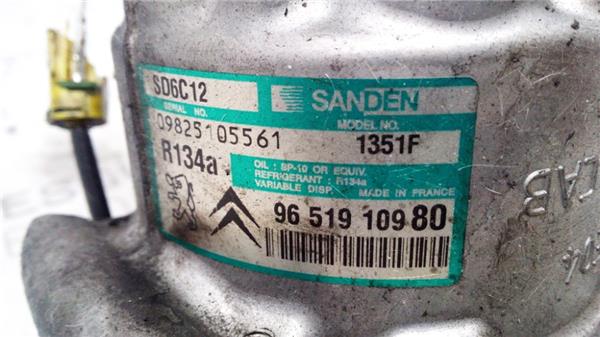 SD6C12
SANDEN
SERIAL NO.
MODEL NO.
09825105561
1351F
R134a
OIL : SP-10 OR EQUIV.
REFRIGERANT : R134a
VARIABLE DISP. MADE IN FRANCE
96 519 109 80
CAB